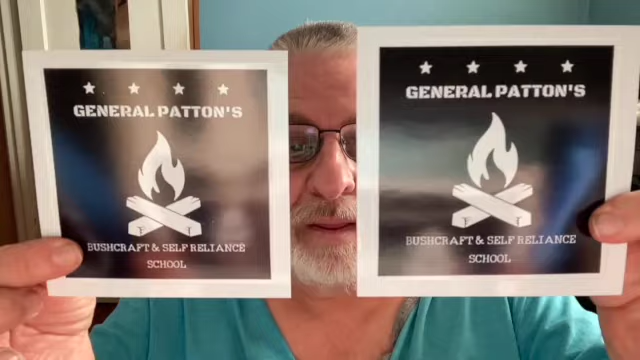 GENERAL PATTON'S
BUSHCRAFT & SELF RELIANCE
SCHOOL
GENERAL PATTON'S
BUSHCRAFT & SELF RELIANCE
SCHOOL